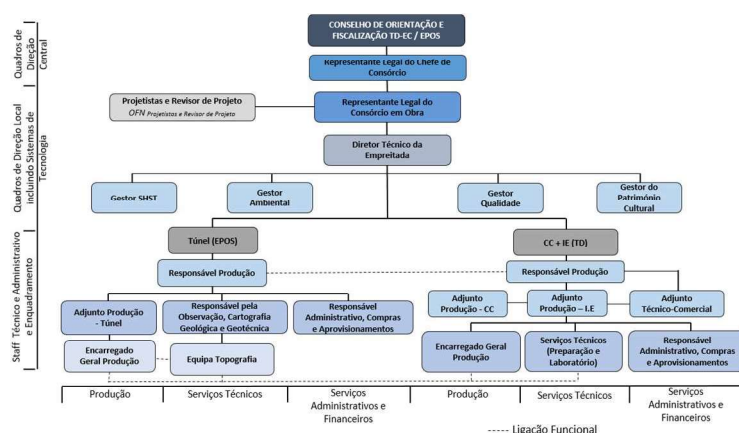 CONSELHO DE ORIENTAÇÃO E
FISCALIZAÇÃO TD-EC / EPOS
Representante Legal do Chefe de
Consórcio
Projetistas e Revisor de Projeto
OFN Projetistas e Revisor de Projeto
Representante Legal do
Consórcio em Obra
Diretor Técnico da
Empreitada
Gestor SHST
Gestor
Ambiental
Gestor
Qualidade
Gestor do
Património
Cultural
Túnel (EPOS)
CC + IE (TD)
Responsável Produção
Responsável Produção
Adjunto Produção
- Túnel
Responsável pela
Observação, Cartografia
Geológica e Geotécnica
Responsável
Administrativo, Compras
e Aprovisionamentos
Adjunto
Produção - CC
Adjunto
Produção – I.E
Adjunto
Técnico-Comercial
Encarregado
Geral Produção
Equipa Topografia
Encarregado Geral
Produção
Serviços Técnicos
(Preparação e
Laboratório)
Responsável
Administrativo, Compras
e Aprovisionamentos
Quadros de
Direção
Central
Quadros de Direção Local
incluindo Sistemas de
Tecnologia
Staff Técnico e Administrativo
e Enquadramento
Produção
Serviços Técnicos
Serviços
Administrativos e
Financeiros
Produção
Serviços Técnicos
Serviços
Administrativos e
Financeiros
----- Ligação Funcional